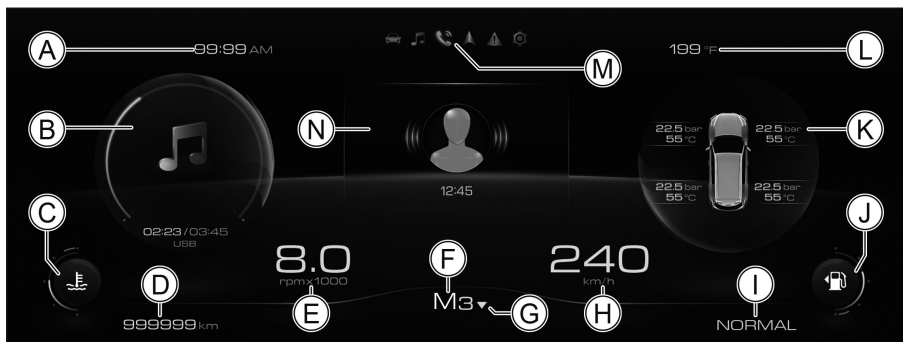 A 99:99 AM
M
199 °F L
B
N
22.5 bar 22.5 bar K
55 °C 55 °C
12:45
22.5 bar 22.5 bar
55 °C 55 °C
C
J
02:23/03:45
USB
8.0
rpmx1000
240
km/h
D
E
F
M3
G
H
I
999999 km
NORMAL